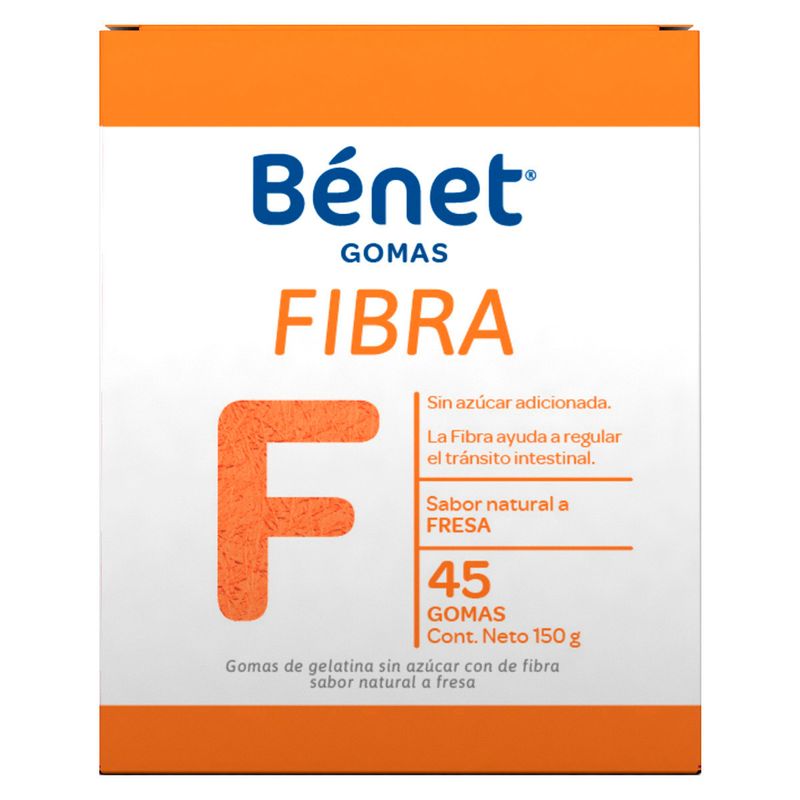 Bénet®
GOMAS
FIBRA
F
Sin azúcar adicionada.
La Fibra ayuda a regular
el tránsito intestinal.
Sabor natural a
FRESA
45
GOMAS
Cont. Neto 150 g
Gomas de gelatina sin azúcar con de fibra
sabor natural a fresa